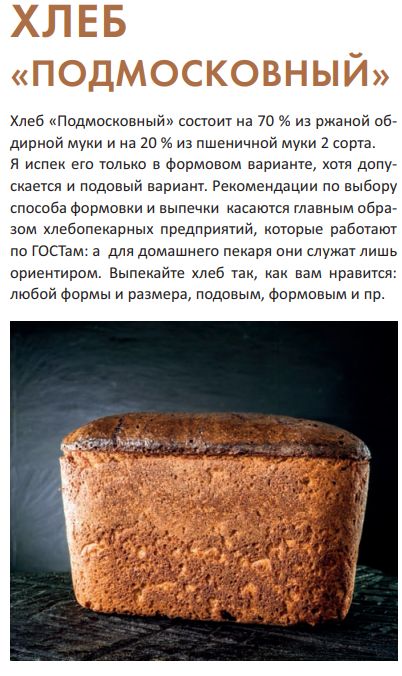 ХЛЕБ
«ПОДМОСКОВНЫЙ»
Хлеб «Подмосковный» состоит на 70 % из ржаной об-
дирной муки и на 20 % из пшеничной муки 2 сорта.
Я испек его только в формовом варианте, хотя допу-
скается и подовый вариант. Рекомендации по выбору
способа формовки и выпечки касаются главным обра-
зом хлебопекарных предприятий, которые работают
по ГОСТам: а для домашнего пекаря они служат лишь
ориентиром. Выпекайте хлеб так, как вам нравится:
любой формы и размера, подовым, формовым и пр.